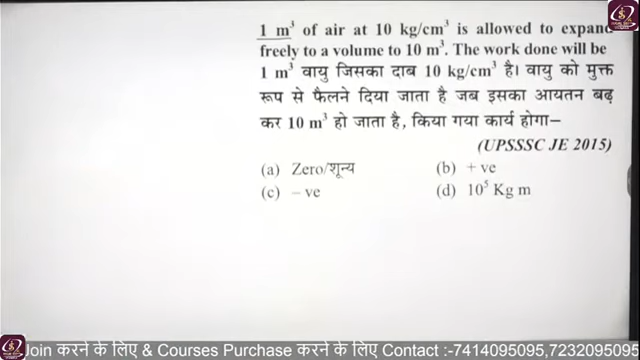 1 m³ of air at 10 kg/cm³ is allowed to expand
freely to a volume to 10 m³. The work done will be
1 m³ वायु जिसका दाब 10 kg/cm³ है। वायु को मुक्त
रूप से फैलने दिया जाता है जब इसका आयतन बढ़
कर 10 m³ हो जाता है, किया गया कार्य होगा–
(UPSSSC JE 2015)
(a) Zero/शून्य (b) + ve
(c) – ve (d) 10⁵ Kg m
Join करने के लिए & Courses Purchase करने के लिए Contact :-7414095095,7232095095